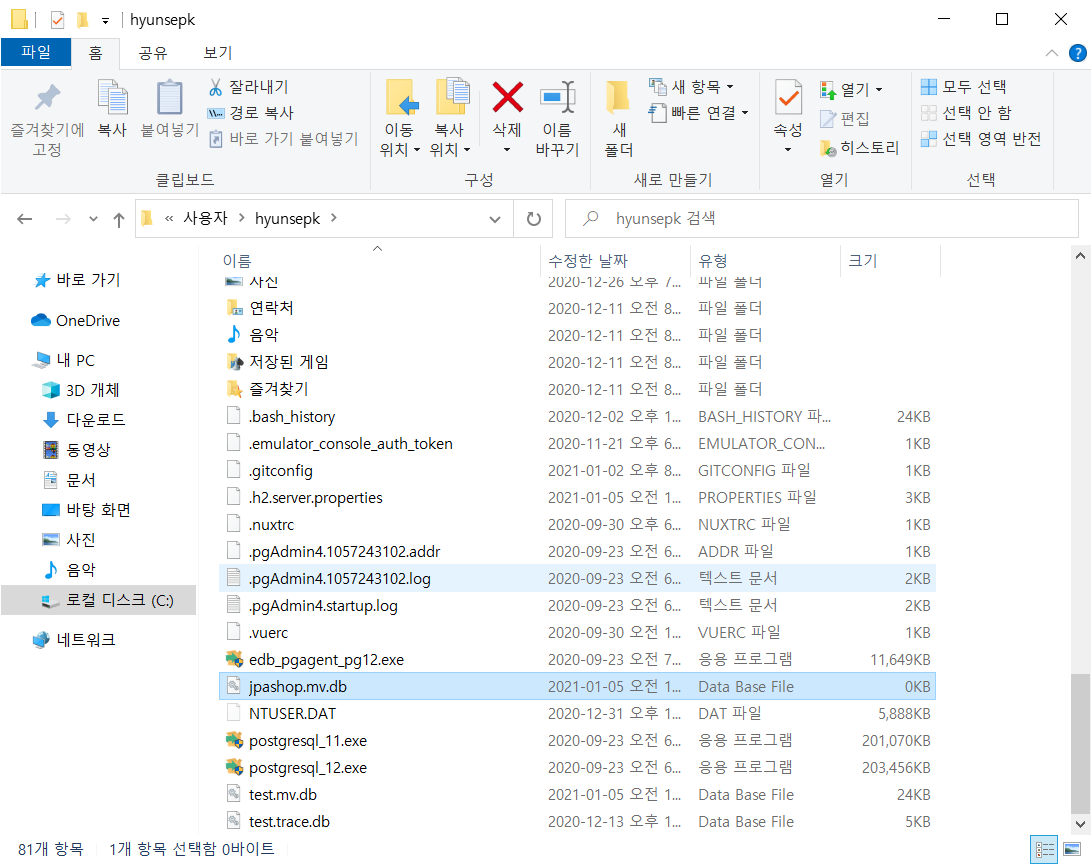 hyunsepk
파일 홈 공유 보기
즐겨찾기에 고정
복사
붙여넣기
잘라내기
경로 복사
바로 가기 붙여넣기
클립보드
이동 위치
복사 위치
삭제
이름 바꾸기
구성
새 폴더
새 항목
빠른 연결
새로 만들기
속성
열기
편집
히스토리
열기
모두 선택
선택 안 함
선택 영역 반전
선택
« 사용자 > hyunsepk >
hyunsepk 검색
바로 가기
OneDrive
내 PC
3D 개체
다운로드
동영상
문서
바탕 화면
사진
음악
로컬 디스크 (C:)
네트워크
이름 수정한 날짜 유형 크기
사진 2020-12-26 오후 7... 파일 폴더
연락처 2020-12-11 오전 8... 파일 폴더
음악 2020-12-11 오전 8... 파일 폴더
저장된 게임 2020-12-11 오전 8... 파일 폴더
즐겨찾기 2020-12-11 오전 8... 파일 폴더
.bash_history 2020-12-02 오후 1... BASH_HISTORY 파... 24KB
.emulator_console_auth_token 2020-11-21 오후 6... EMULATOR_CON... 1KB
.gitconfig 2021-01-02 오후 8... GITCONFIG 파일 1KB
.h2.server.properties 2021-01-05 오전 1... PROPERTIES 파일 3KB
.nuxtrc 2020-09-30 오후 6... NUXTRC 파일 1KB
.pgAdmin4.1057243102.addr 2020-09-23 오전 6... ADDR 파일 1KB
.pgAdmin4.1057243102.log 2020-09-23 오전 6... 텍스트 문서 2KB
.pgAdmin4.startup.log 2020-09-23 오전 6... 텍스트 문서 2KB
.vuerc 2020-09-30 오전 1... VUERC 파일 1KB
edb_pgagent_pg12.exe 2020-09-23 오전 7... 응용 프로그램 11,649KB
jpashop.mv.db 2021-01-05 오전 1... Data Base File 0KB
NTUSER.DAT 2020-12-31 오후 1... DAT 파일 5,888KB
postgresql_11.exe 2020-09-23 오전 6... 응용 프로그램 201,070KB
postgresql_12.exe 2020-09-23 오전 6... 응용 프로그램 203,456KB
test.mv.db 2021-01-05 오전 1... Data Base File 24KB
test.trace.db 2020-12-13 오후 1... Data Base File 5KB
81개 항목 1개 항목 선택함 0바이트